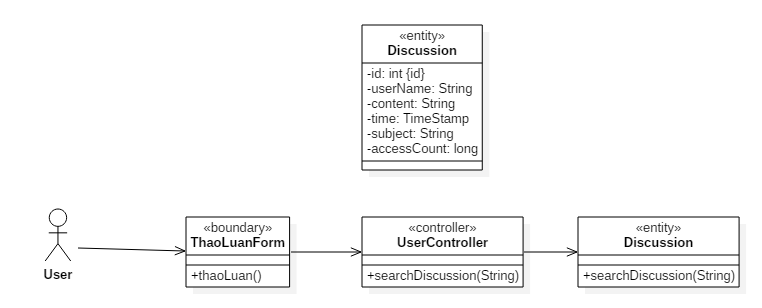 «entity»
Discussion
-id: int {id}
-userName: String
-content: String
-time: TimeStamp
-subject: String
-accessCount: long
User
«boundary»
ThaoLuanForm
+thaoLuan()
«controller»
UserController
+searchDiscussion(String)
«entity»
Discussion
+searchDiscussion(String)